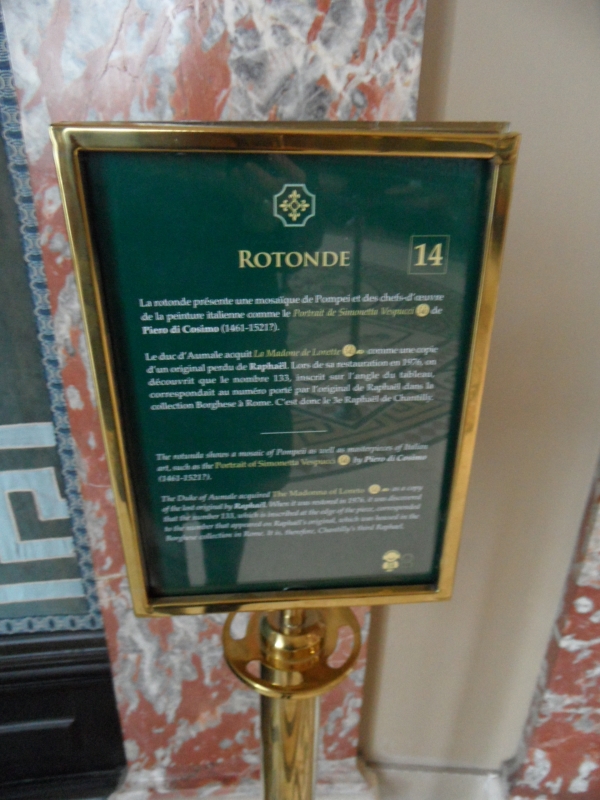 ROTONDE
14
La rotonde présente une mosaïque de Pompei et des chefs-d'œuvre
de la peinture italienne comme le Portrait de Simonetta Vespucci de
Piero di Cosimo (1461-1521?).
Le duc d'Aumale acquit La Madone de Lorette comme une copie
d'un original perdu de Raphaël. Lors de sa restauration en 1976, on
découvrit que le nombre 133, inscrit sur l'angle du tableau,
correspondait au numéro porté par l'original de Raphaël dans la
collection Borghese à Rome. C'est donc le 3e Raphaël de Chantilly.
The rotonde shows a mosaic of Pompeii as well as masterpieces of Italian
art, such as the Portrait of Simonetta Vespucci by Piero di Cosimo
(1461-1521?).
The Duke of Aumale acquired The Madonna of Loreto as a copy
of the last original by Raphaël. When it was restored in 1976, it was discovered
that the number 133, which is inscribed at the edge of the piece, corresponded
to the number that appeared on Raphaël's original, which was housed in the
Borghese collection in Rome. It is, therefore, Chantilly's third Raphaël.